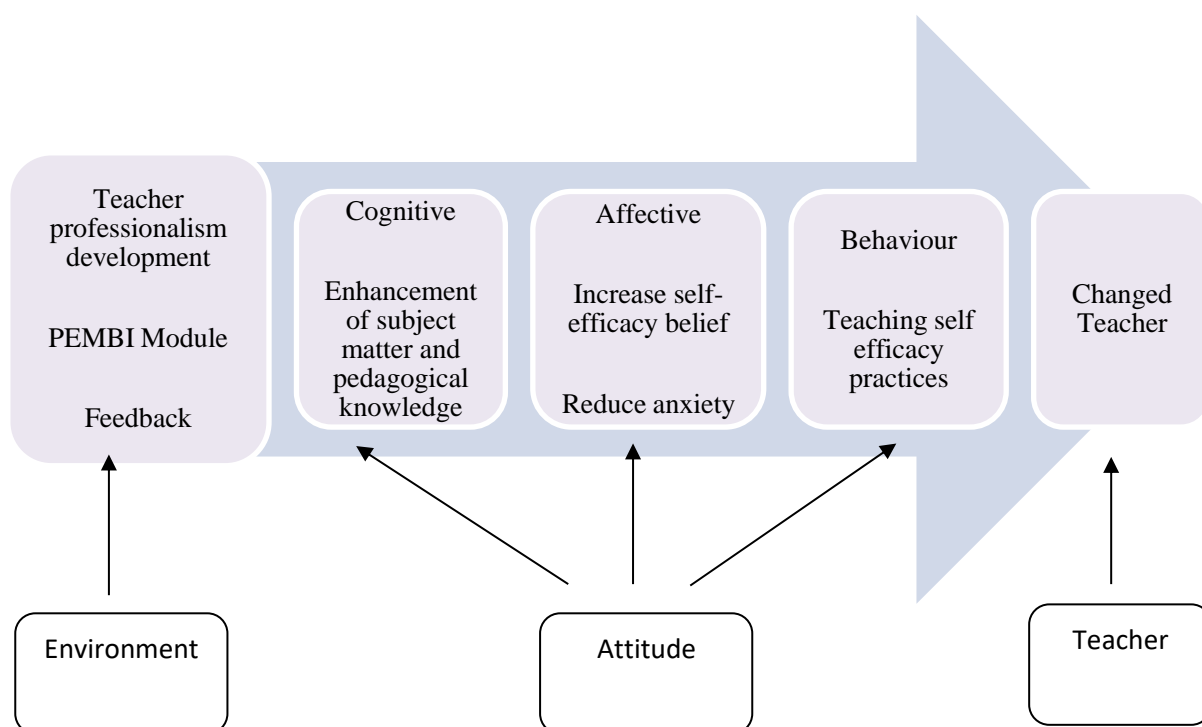 Teacher
professionalism
development
PEMBI Module
Feedback
Cognitive
Enhancement
of subject
matter and
pedagogical
knowledge
Affective
Increase self-
efficacy belief
Reduce anxiety
Behaviour
Teaching self
efficacy
practices
Changed
Teacher
Environment
Attitude
Teacher